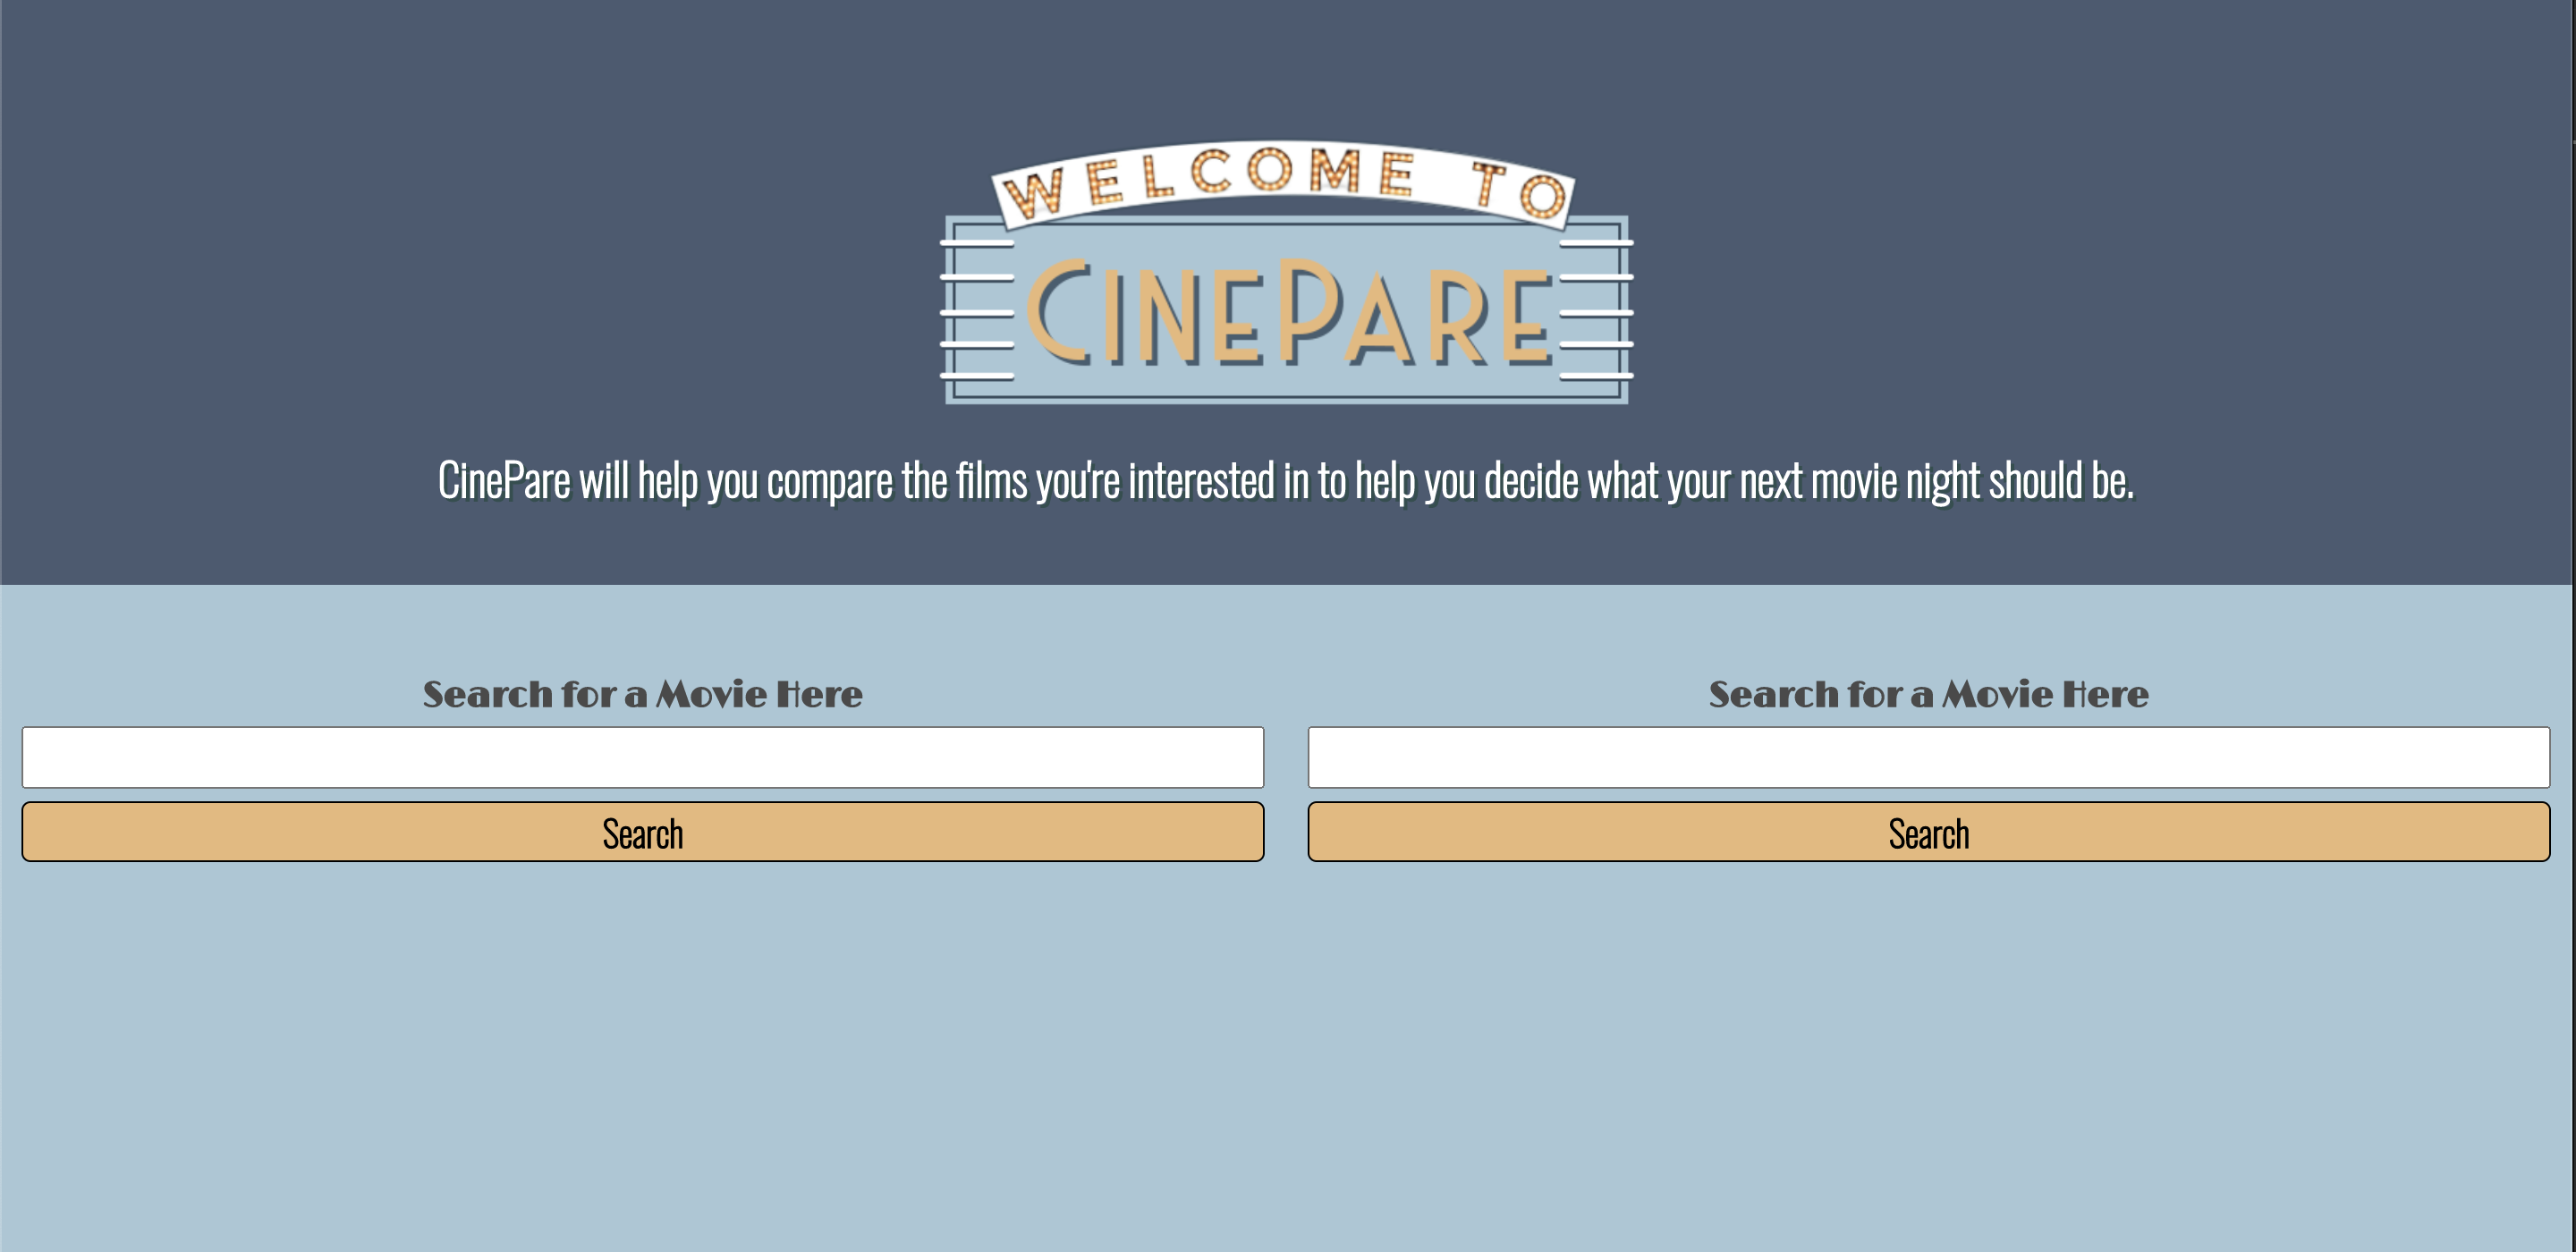 WELCOME TO
CINEPARE
CinePare will help you compare the films you're interested in to help you decide what your next movie night should be.
Search for a Movie Here
Search
Search for a Movie Here
Search